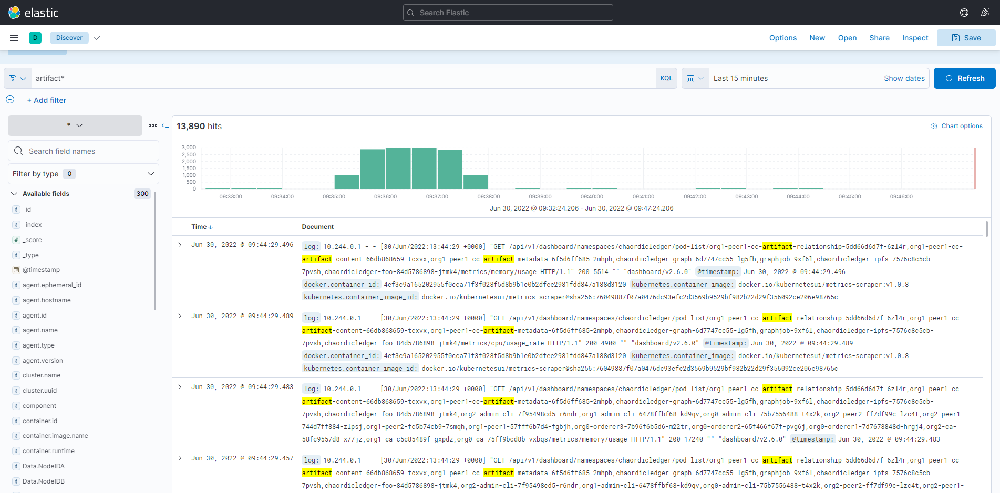 elastic
Search Elastic
D
Discover
Options New Open Share Inspect Save
artifact*
KQL
Last 15 minutes
Show dates
Refresh
+ Add filter
*
13,890 hits
Chart options
Search field names
Filter by type 0
Available fields 300
t _id
t _index
# _score
t _type
@timestamp
t agent.ephemeral_id
t agent.hostname
t agent.id
t agent.name
t agent.type
t agent.version
t cluster.name
t cluster.uuid
t component
t container.id
t container.image.name
t container.runtime
t Data.NodeIDA
t Data.NodeIDB
3,000
2,500
2,000
1,500
1,000
500
0
09:33:00 09:34:00 09:35:00 09:36:00 09:37:00 09:38:00 09:39:00 09:40:00 09:41:00 09:42:00 09:43:00 09:44:00 09:45:00 09:46:00
Jun 30, 2022 @ 09:32:24.206 - Jun 30, 2022 @ 09:47:24.206
Time Document
Jun 30, 2022 @ 09:44:29.496
log: 10.244.0.1 - - [30/Jun/2022:13:44:29 +0000] "GET /api/v1/dashboard/namespaces/chaordicledger/pod-list/org1-peer1-cc-artifact-relationship-5dd66d6d7f-6zl4r,org1-peer1-cc-
artifact-content-66db868659-tcxvx,org1-peer1-cc-artifact-metadata-6f5d6ff685-2mhpb,chaordicledger-graph-6d7747cc55-lg5fh,graphjob-9xf6l,chaordicledger-ipfs-7576c8c5cb-
7pvsh,chaordicledger-foo-84d5786898-jtmk4/metrics/memory/usage HTTP/1.1" 200 5514 "" "dashboard/v2.6.0" @timestamp: Jun 30, 2022 @ 09:44:29.496
docker.container_id: 4ef3c9a165202955f0cca71f3f028f5d8b9b1e0b2dfee2981fdd847a188d3120 kubernetes.container_image: docker.io/kubernetesui/metrics-scraper:v1.0.8
kubernetes.container_image_id: docker.io/kubernetesui/metrics-scraper@sha256:76049887f07a0476dc93efc2d3569b9529bf982b22d29f356092ce206e98765c
Jun 30, 2022 @ 09:44:29.489
log: 10.244.0.1 - - [30/Jun/2022:13:44:29 +0000] "GET /api/v1/dashboard/namespaces/chaordicledger/pod-list/org1-peer1-cc-artifact-relationship-5dd66d6d7f-6zl4r,org1-peer1-cc-
artifact-content-66db868659-tcxvx,org1-peer1-cc-artifact-metadata-6f5d6ff685-2mhpb,chaordicledger-graph-6d7747cc55-lg5fh,graphjob-9xf6l,chaordicledger-ipfs-7576c8c5cb-
7pvsh,chaordicledger-foo-84d5786898-jtmk4/metrics/cpu/usage_rate HTTP/1.1" 200 4900 "" "dashboard/v2.6.0" @timestamp: Jun 30, 2022 @ 09:44:29.489
docker.container_id: 4ef3c9a165202955f0cca71f3f028f5d8b9b1e0b2dfee2981fdd847a188d3120 kubernetes.container_image: docker.io/kubernetesui/metrics-scraper:v1.0.8
kubernetes.container_image_id: docker.io/kubernetesui/metrics-scraper@sha256:76049887f07a0476dc93efc2d3569b9529bf982b22d29f356092ce206e98765c
Jun 30, 2022 @ 09:44:29.483
log: 10.244.0.1 - - [30/Jun/2022:13:44:29 +0000] "GET /api/v1/dashboard/namespaces/chaordicledger/pod-list/org1-peer1-cc-artifact-relationship-5dd66d6d7f-6zl4r,org1-peer1-cc-
artifact-content-66db868659-tcxvx,org1-peer1-cc-artifact-metadata-6f5d6ff685-2mhpb,chaordicledger-graph-6d7747cc55-lg5fh,graphjob-9xf6l,chaordicledger-ipfs-7576c8c5cb-
7pvsh,chaordicledger-foo-84d5786898-jtmk4,org2-admin-cli-7f95498cd5-r6ndr,org1-admin-cli-6478ffbf68-kd9qv,org0-admin-cli-75b7556488-t4x2k,org2-peer2-ff7df99c-lzc4t,org2-peer1-
744d7ff884-zlpsj,org1-peer2-fc5b74cb9-7smqh,org1-peer1-57fff6b7d4-fgbjh,org0-orderer3-7b96f6b5d6-m22tr,org0-orderer2-65f466f67f-pvg6j,org0-orderer1-7d7678848d-hrgj4,org2-ca-
58fc9557d8-x77jz,org1-ca-c5c85489f-gxpdz,org0-ca-75ff9bcd8b-vxbqs/metrics/memory/usage HTTP/1.1" 200 17240 "" "dashboard/v2.6.0" @timestamp: Jun 30, 2022 @ 09:44:29.483
Jun 30, 2022 @ 09:44:29.457
log: 10.244.0.1 - - [30/Jun/2022:13:44:29 +0000] "GET /api/v1/dashboard/namespaces/chaordicledger/pod-list/org1-peer1-cc-artifact-relationship-5dd66d6d7f-6zl4r,org1-peer1-cc-
artifact-content-66db868659-tcxvx,org1-peer1-cc-artifact-metadata-6f5d6ff685-2mhpb,chaordicledger-graph-6d7747cc55-lg5fh,graphjob-9xf6l,chaordicledger-ipfs-7576c8c5cb-
7pvsh,chaordicledger-foo-84d5786898-jtmk4,org2-admin-cli-7f95498cd5-r6ndr,org1-admin-cli-6478ffbf68-kd9qv,org0-admin-cli-75b7556488-t4x2k,org2-peer2-ff7df99c-lzc4t,org2-peer1-